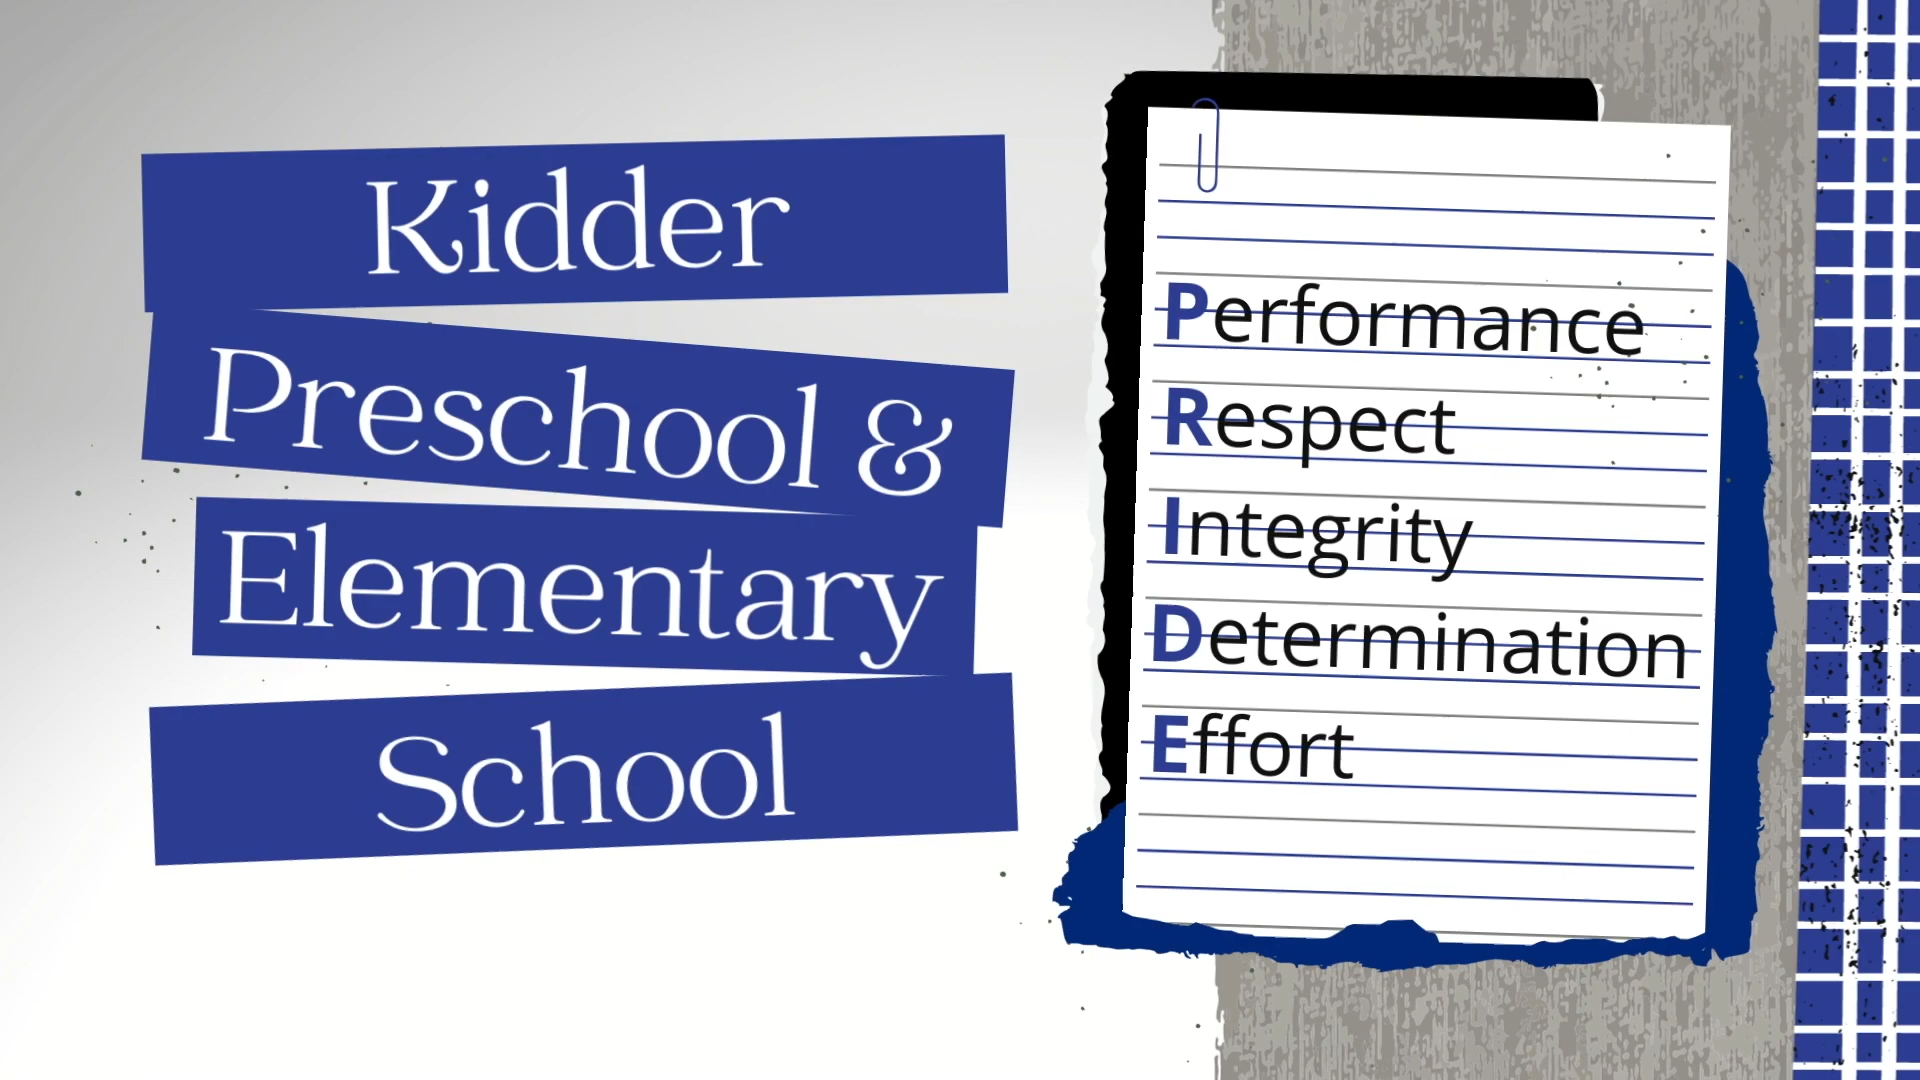 Kidder
Preschool &
Elementary
School
Performance
Respect
Integrity
Determination
Effort